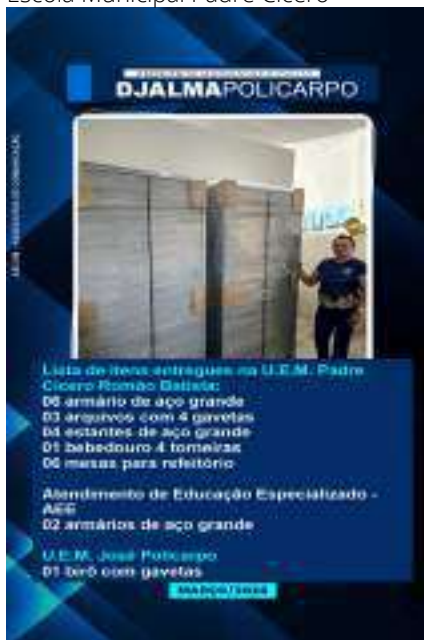 Escola Municipal Padre Cícero
DJALMAPOLICARPO
Lista de itens entregues na U.E.M. Padre
Cícero Romão Batista:
06 armário de aço grande
03 arquivos com 4 gavetas
04 estantes de aço grande
01 bebedouro 4 torneiras
06 mesas para refeitório
Atendimento de Educação Especializado -
AEE
02 armários de aço grande
U.E.M. José Policarpo
01 birô com gavetas